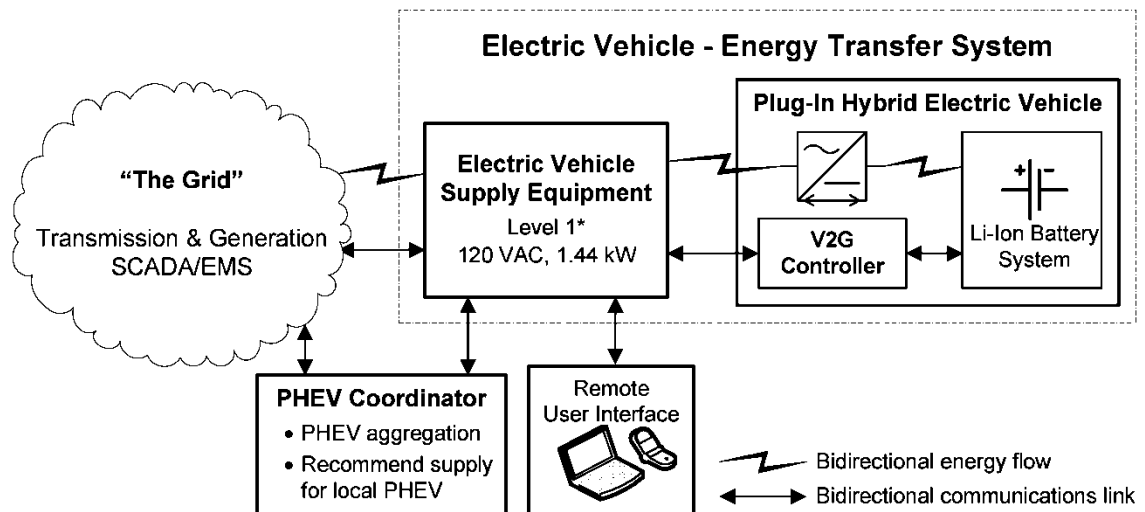 Electric Vehicle - Energy Transfer System
Plug-In Hybrid Electric Vehicle
“The Grid”
Transmission & Generation
SCADA/EMS
Electric Vehicle
Supply Equipment
Level 1*
120 VAC, 1.44 kW
V2G
Controller
+ -
Li-Ion Battery
System
PHEV Coordinator
• PHEV aggregation
• Recommend supply
for local PHEV
Remote
User Interface
Bidirectional energy flow
Bidirectional communications link